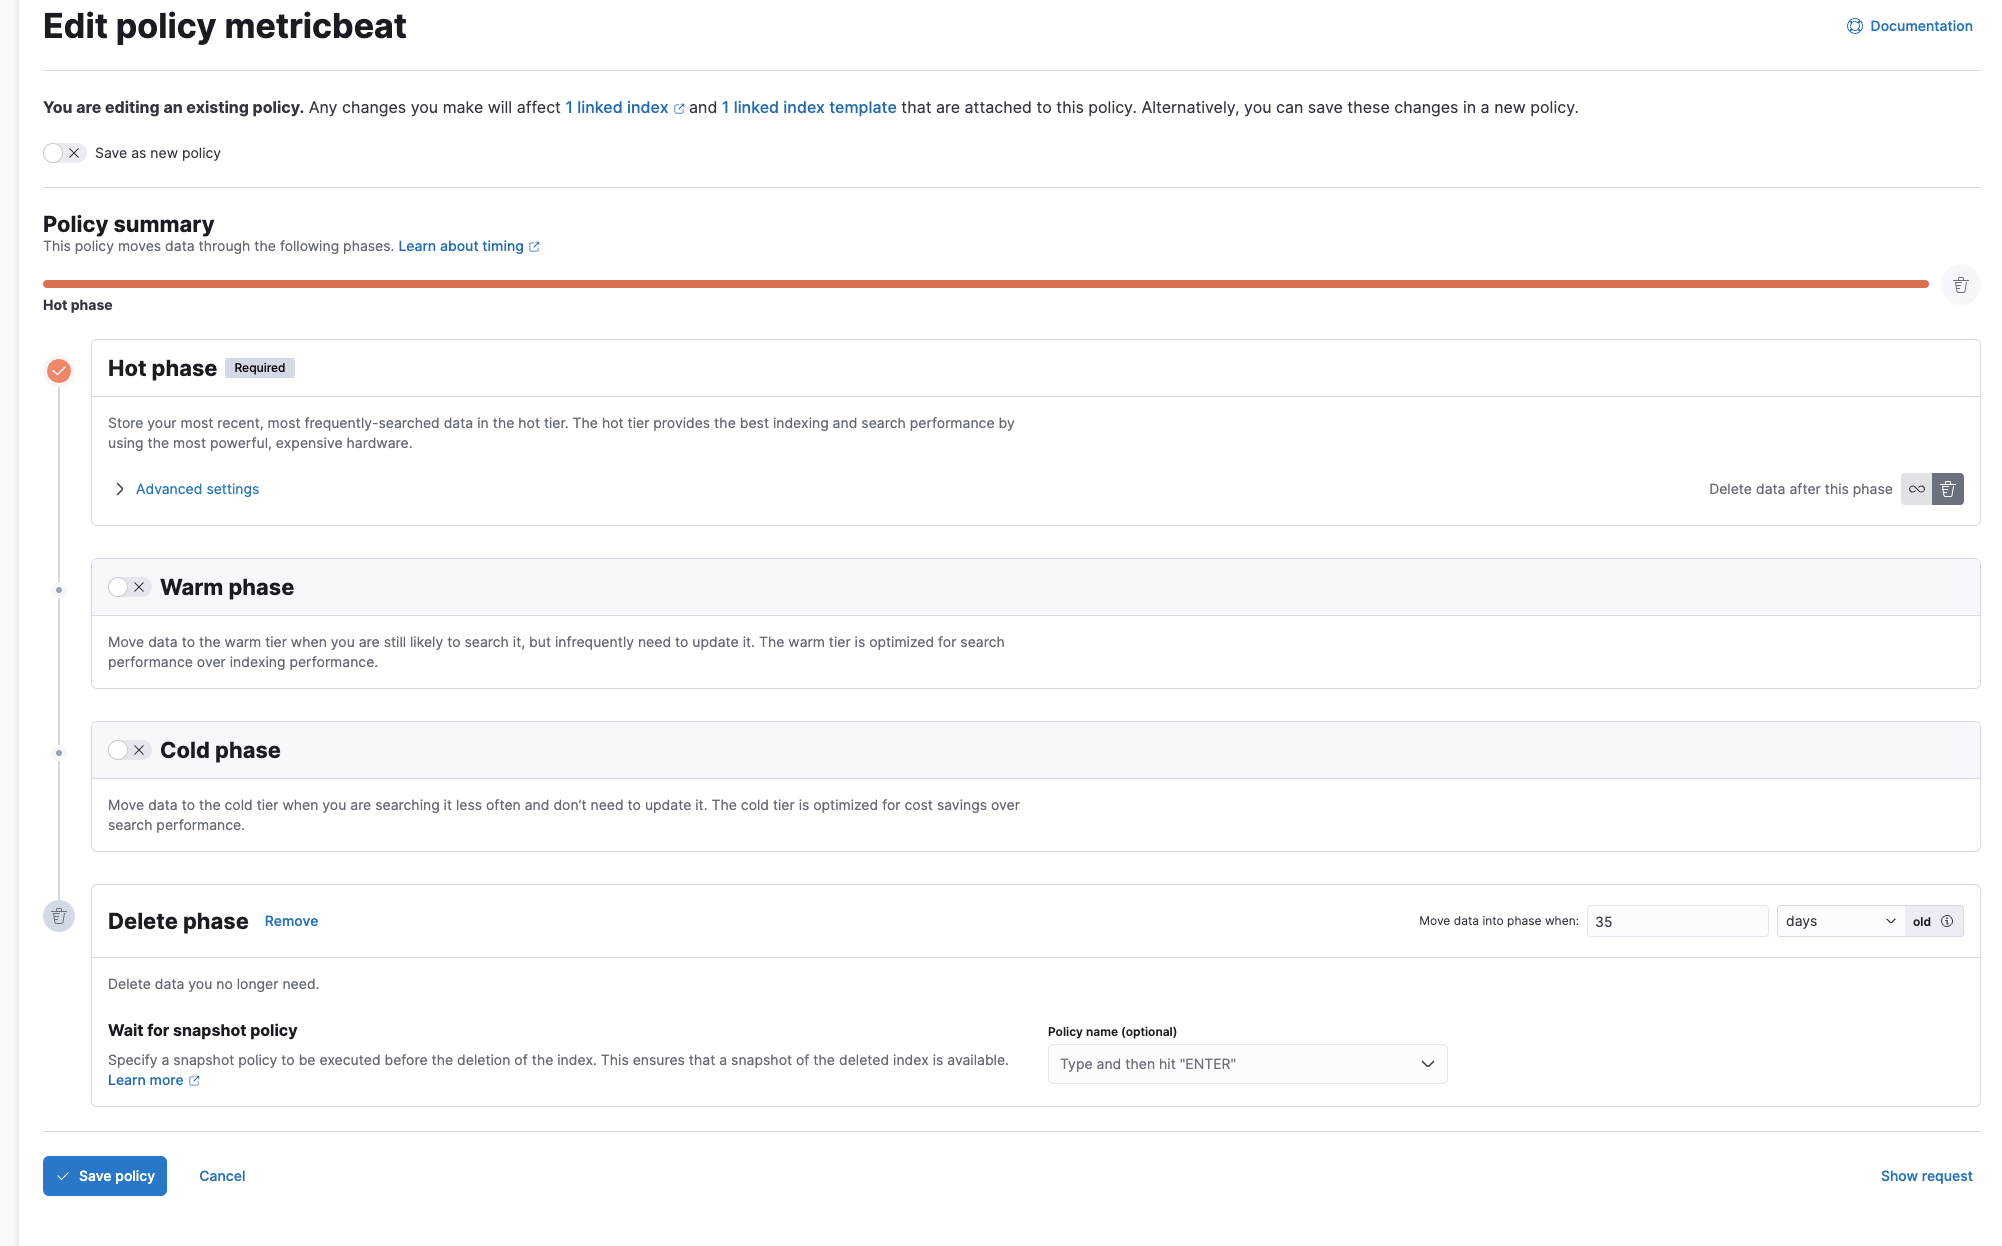 Edit policy metricbeat
Documentation
You are editing an existing policy. Any changes you make will affect 1 linked index and 1 linked index template that are attached to this policy. Alternatively, you can save these changes in a new policy.
Save as new policy
Policy summary
This policy moves data through the following phases. Learn about timing
Hot phase
Hot phase Required
Store your most recent, most frequently-searched data in the hot tier. The hot tier provides the best indexing and search performance by
using the most powerful, expensive hardware.
Advanced settings
Delete data after this phase
Warm phase
Move data to the warm tier when you are still likely to search it, but infrequently need to update it. The warm tier is optimized for search
performance over indexing performance.
Cold phase
Move data to the cold tier when you are searching it less often and don’t need to update it. The cold tier is optimized for cost savings over
search performance.
Delete phase Remove
Move data into phase when: 35 days old
Delete data you no longer need.
Wait for snapshot policy
Specify a snapshot policy to be executed before the deletion of the index. This ensures that a snapshot of the deleted index is available.
Learn more
Policy name (optional)
Type and then hit "ENTER"
Save policy
Cancel
Show request